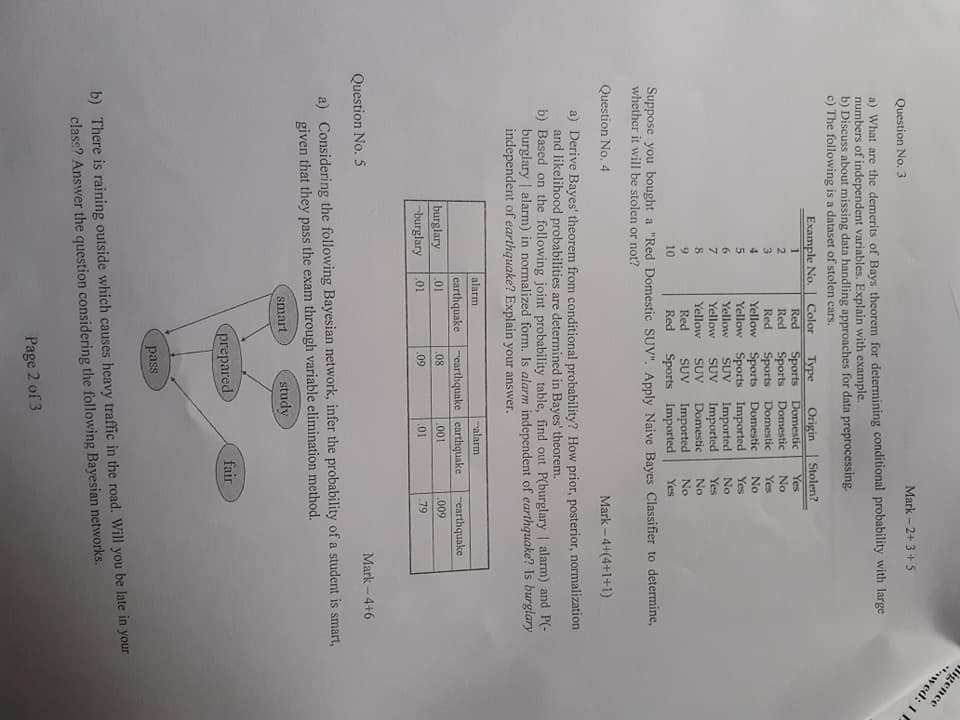 ligence
wed: 1
Question No. 3 Mark – 2+ 3 + 5
a) What are the demerits of Bays theorem for determining conditional probability with large
numbers of independent variables. Explain with example.
b) Discuss about missing data handling approaches for data preprocessing.
c) The following is a dataset of stolen cars.
Example No. Color Type Origin Stolen?
1 Red Sports Domestic Yes
2 Red Sports Domestic No
3 Red Sports Domestic Yes
4 Yellow Sports Domestic No
5 Yellow Sports Imported Yes
6 Yellow SUV Imported No
7 Yellow SUV Imported Yes
8 Yellow SUV Domestic No
9 Red SUV Imported No
10 Red Sports Imported Yes
Suppose you bought a "Red Domestic SUV". Apply Naive Bayes Classifier to determine,
whether it will be stolen or not?
Question No. 4 Mark – 4+(4+1+1)
a) Derive Bayes' theorem from conditional probability? How prior, posterior, normalization
and likelihood probabilities are determined in Bayes' theorem.
b) Based on the following joint probability table, find out P(burglary | alarm) and P(-
burglary | alarm) in normalized form. Is alarm independent of earthquake? Is burglary
independent of earthquake? Explain your answer.
alarm ¬alarm
earthquake ¬earthquake earthquake ¬earthquake
burglary .01 .08 .001 .009
¬burglary .01 .09 .01 .79
Question No. 5 Mark – 4+6
a) Considering the following Bayesian network, infer the probability of a student is smart,
given that they pass the exam through variable elimination method.
smart study
prepared fair
pass
b) There is raining outside which causes heavy traffic in the road. Will you be late in your
class? Answer the question considering the following Bayesian networks.
Page 2 of 3